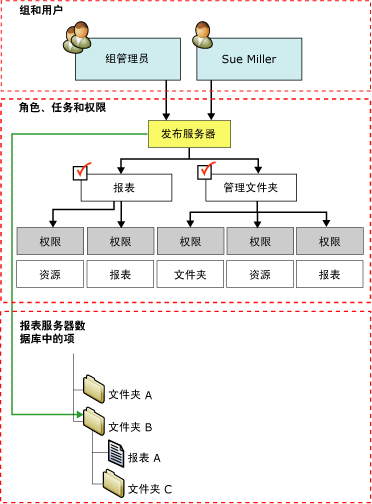 组和用户
组管理员
Sue Miller
角色、任务和权限
发布服务器
报表
管理文件夹
权限
权限
权限
权限
权限
资源
报表
文件夹
资源
报表
报表服务器数
据库中的项
文件夹 A
文件夹 B
报表 A
文件夹 C